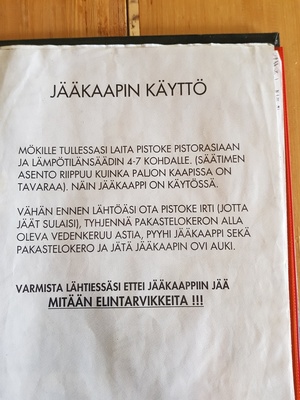 JÄÄKAAPIN KÄYTTÖ
MÖKILLE TULLESSASI LAITA PISTOKE PISTORASIAAN
JA LÄMPÖTILANSÄÄDIN 4-7 KOHDALLE. (SÄÄTIMEN
ASENTO RIIPPUU KUINKA PALJON KAAPISSA ON
TAVARAA). NÄIN JÄÄKAAPPI ON KÄYTÖSSÄ.
VÄHÄN ENNEN LÄHTÖÄSI OTA PISTOKE IRTI (JOTTA
JÄÄT SULAISI), TYHJENNÄ PAKASTELOKERON ALLA
OLEVA VEDENKERUU ASTIA, PYYHI JÄÄKAAPPI SEKÄ
PAKASTELOKERO JA JÄTÄ JÄÄKAAPIN OVI AUKI.
VARMISTA LÄHTIESSÄSI ETTEI JÄÄKAAPPIIN JÄÄ
MITÄÄN ELINTARVIKKEITA !!!